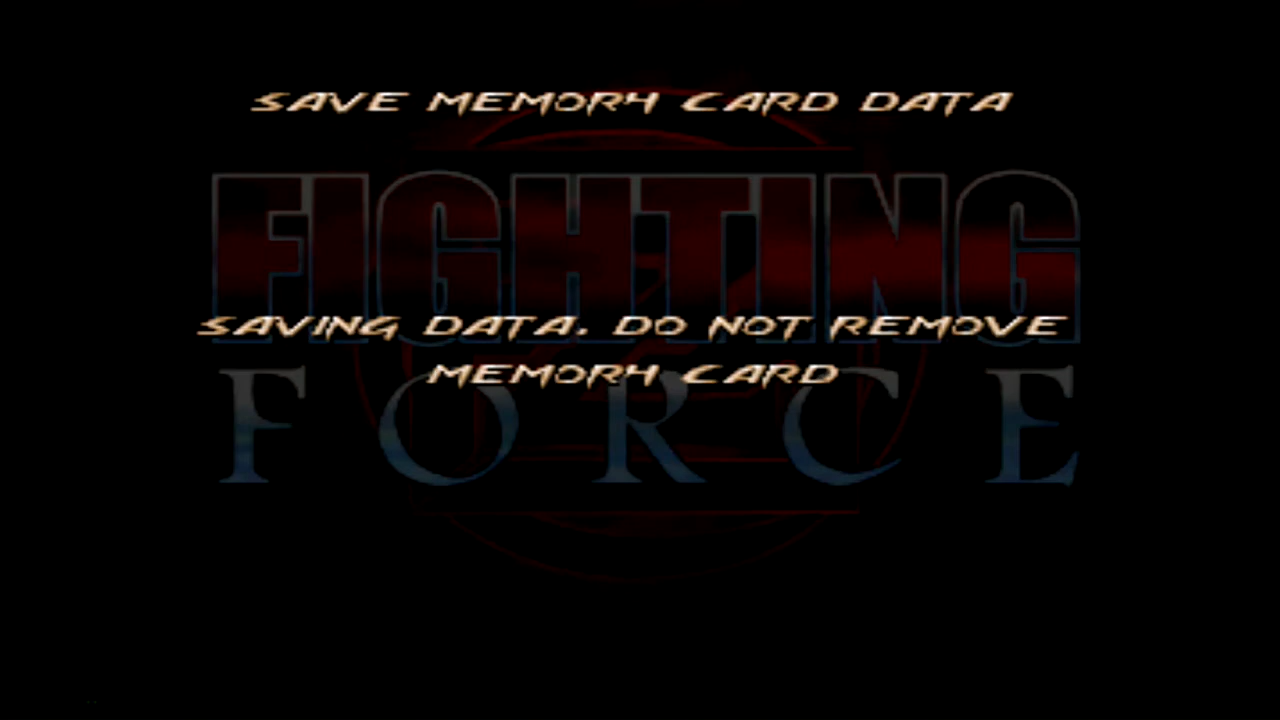 SAVE MEMORY CARD DATA
FIGHTING
SAVING DATA. DO NOT REMOVE
MEMORY CARD
FORCE